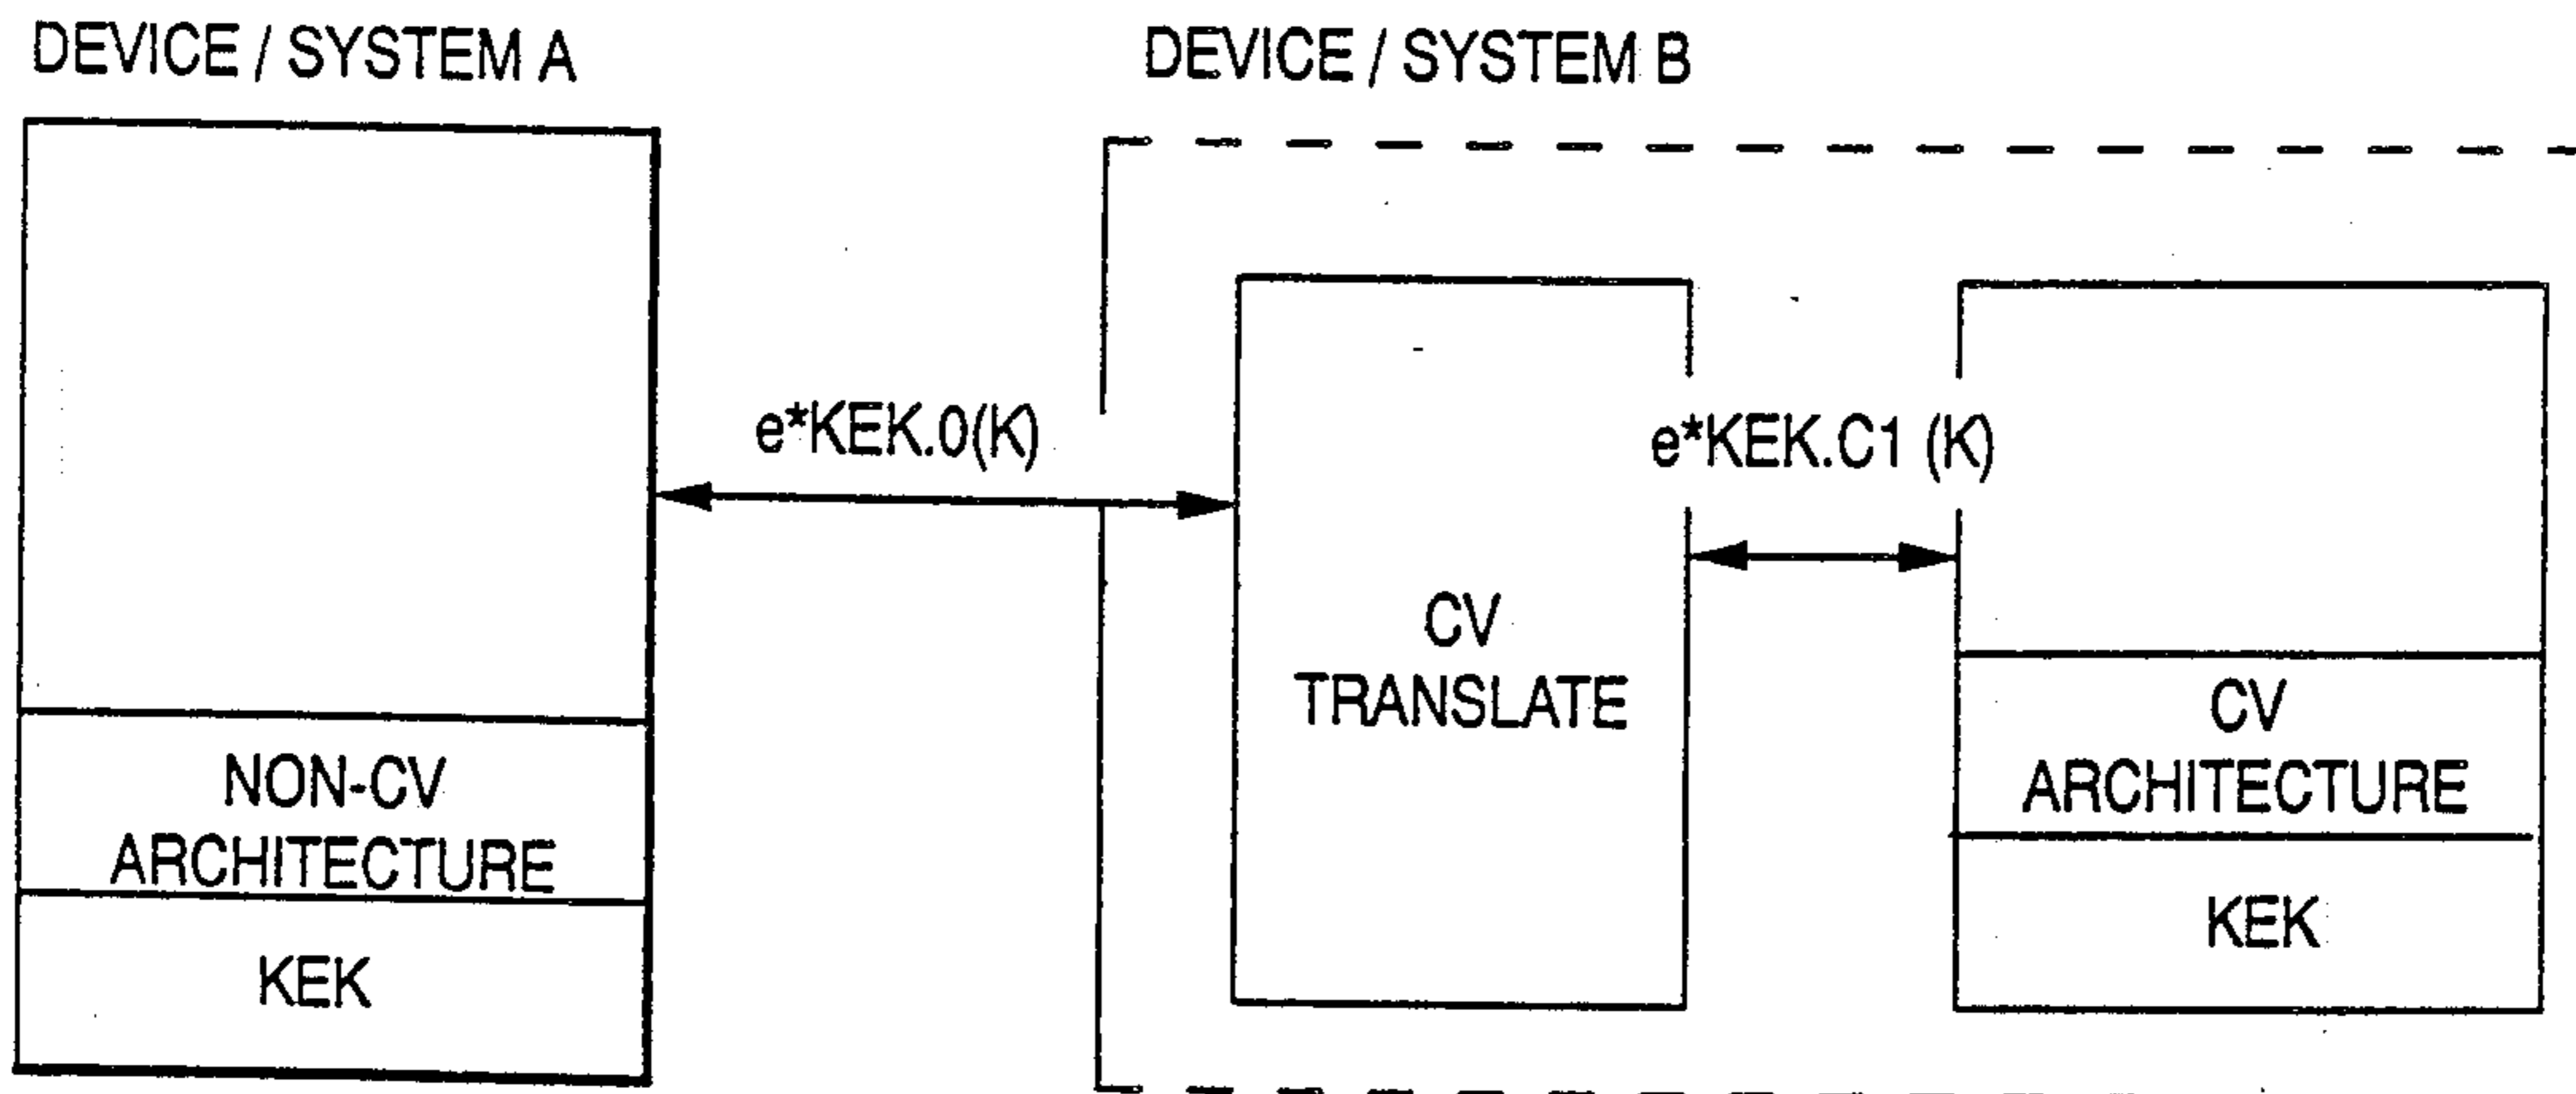 DEVICE / SYSTEM A
DEVICE / SYSTEM B
e*KEK.0(K)
e*KEK.C1 (K)
CV
TRANSLATE
NON-CV
ARCHITECTURE
KEK
CV
ARCHITECTURE
KEK